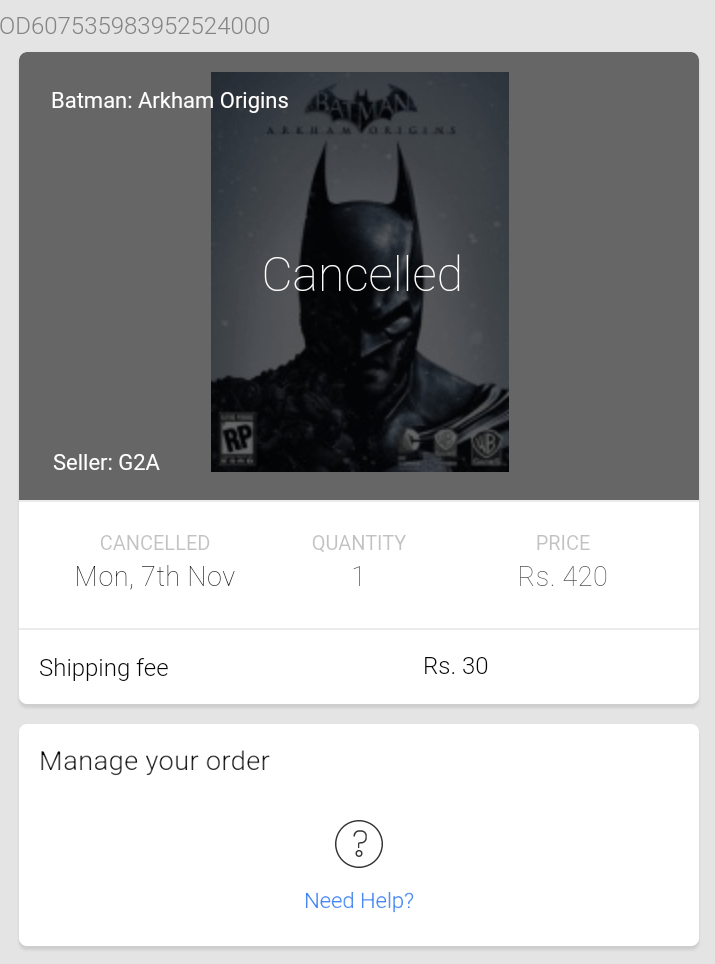 OD607535983952524000
Batman: Arkham Origins
BATMAN
ARKHAM ORIGINS
Cancelled
RP
WB
Seller: G2A
CANCELLED QUANTITY PRICE
Mon, 7th Nov 1 Rs. 420
Shipping fee Rs. 30
Manage your order
?
Need Help?